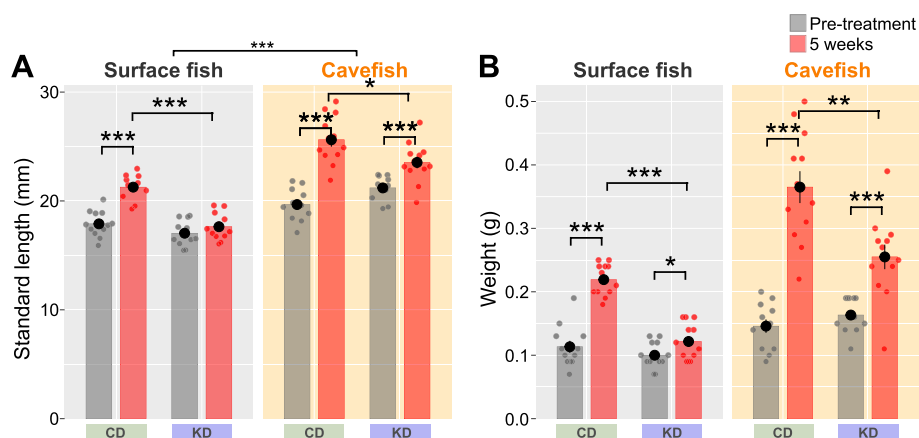 Pre-treatment
5 weeks
A
***
Surface fish
Cavefish
Standard length (mm)
30
20
10
0
***
***
*
***
***
CD
KD
CD
KD
B
Surface fish
Cavefish
Weight (g)
0.5
0.4
0.3
0.2
0.1
0.0
***
***
*
**
***
***
CD
KD
CD
KD